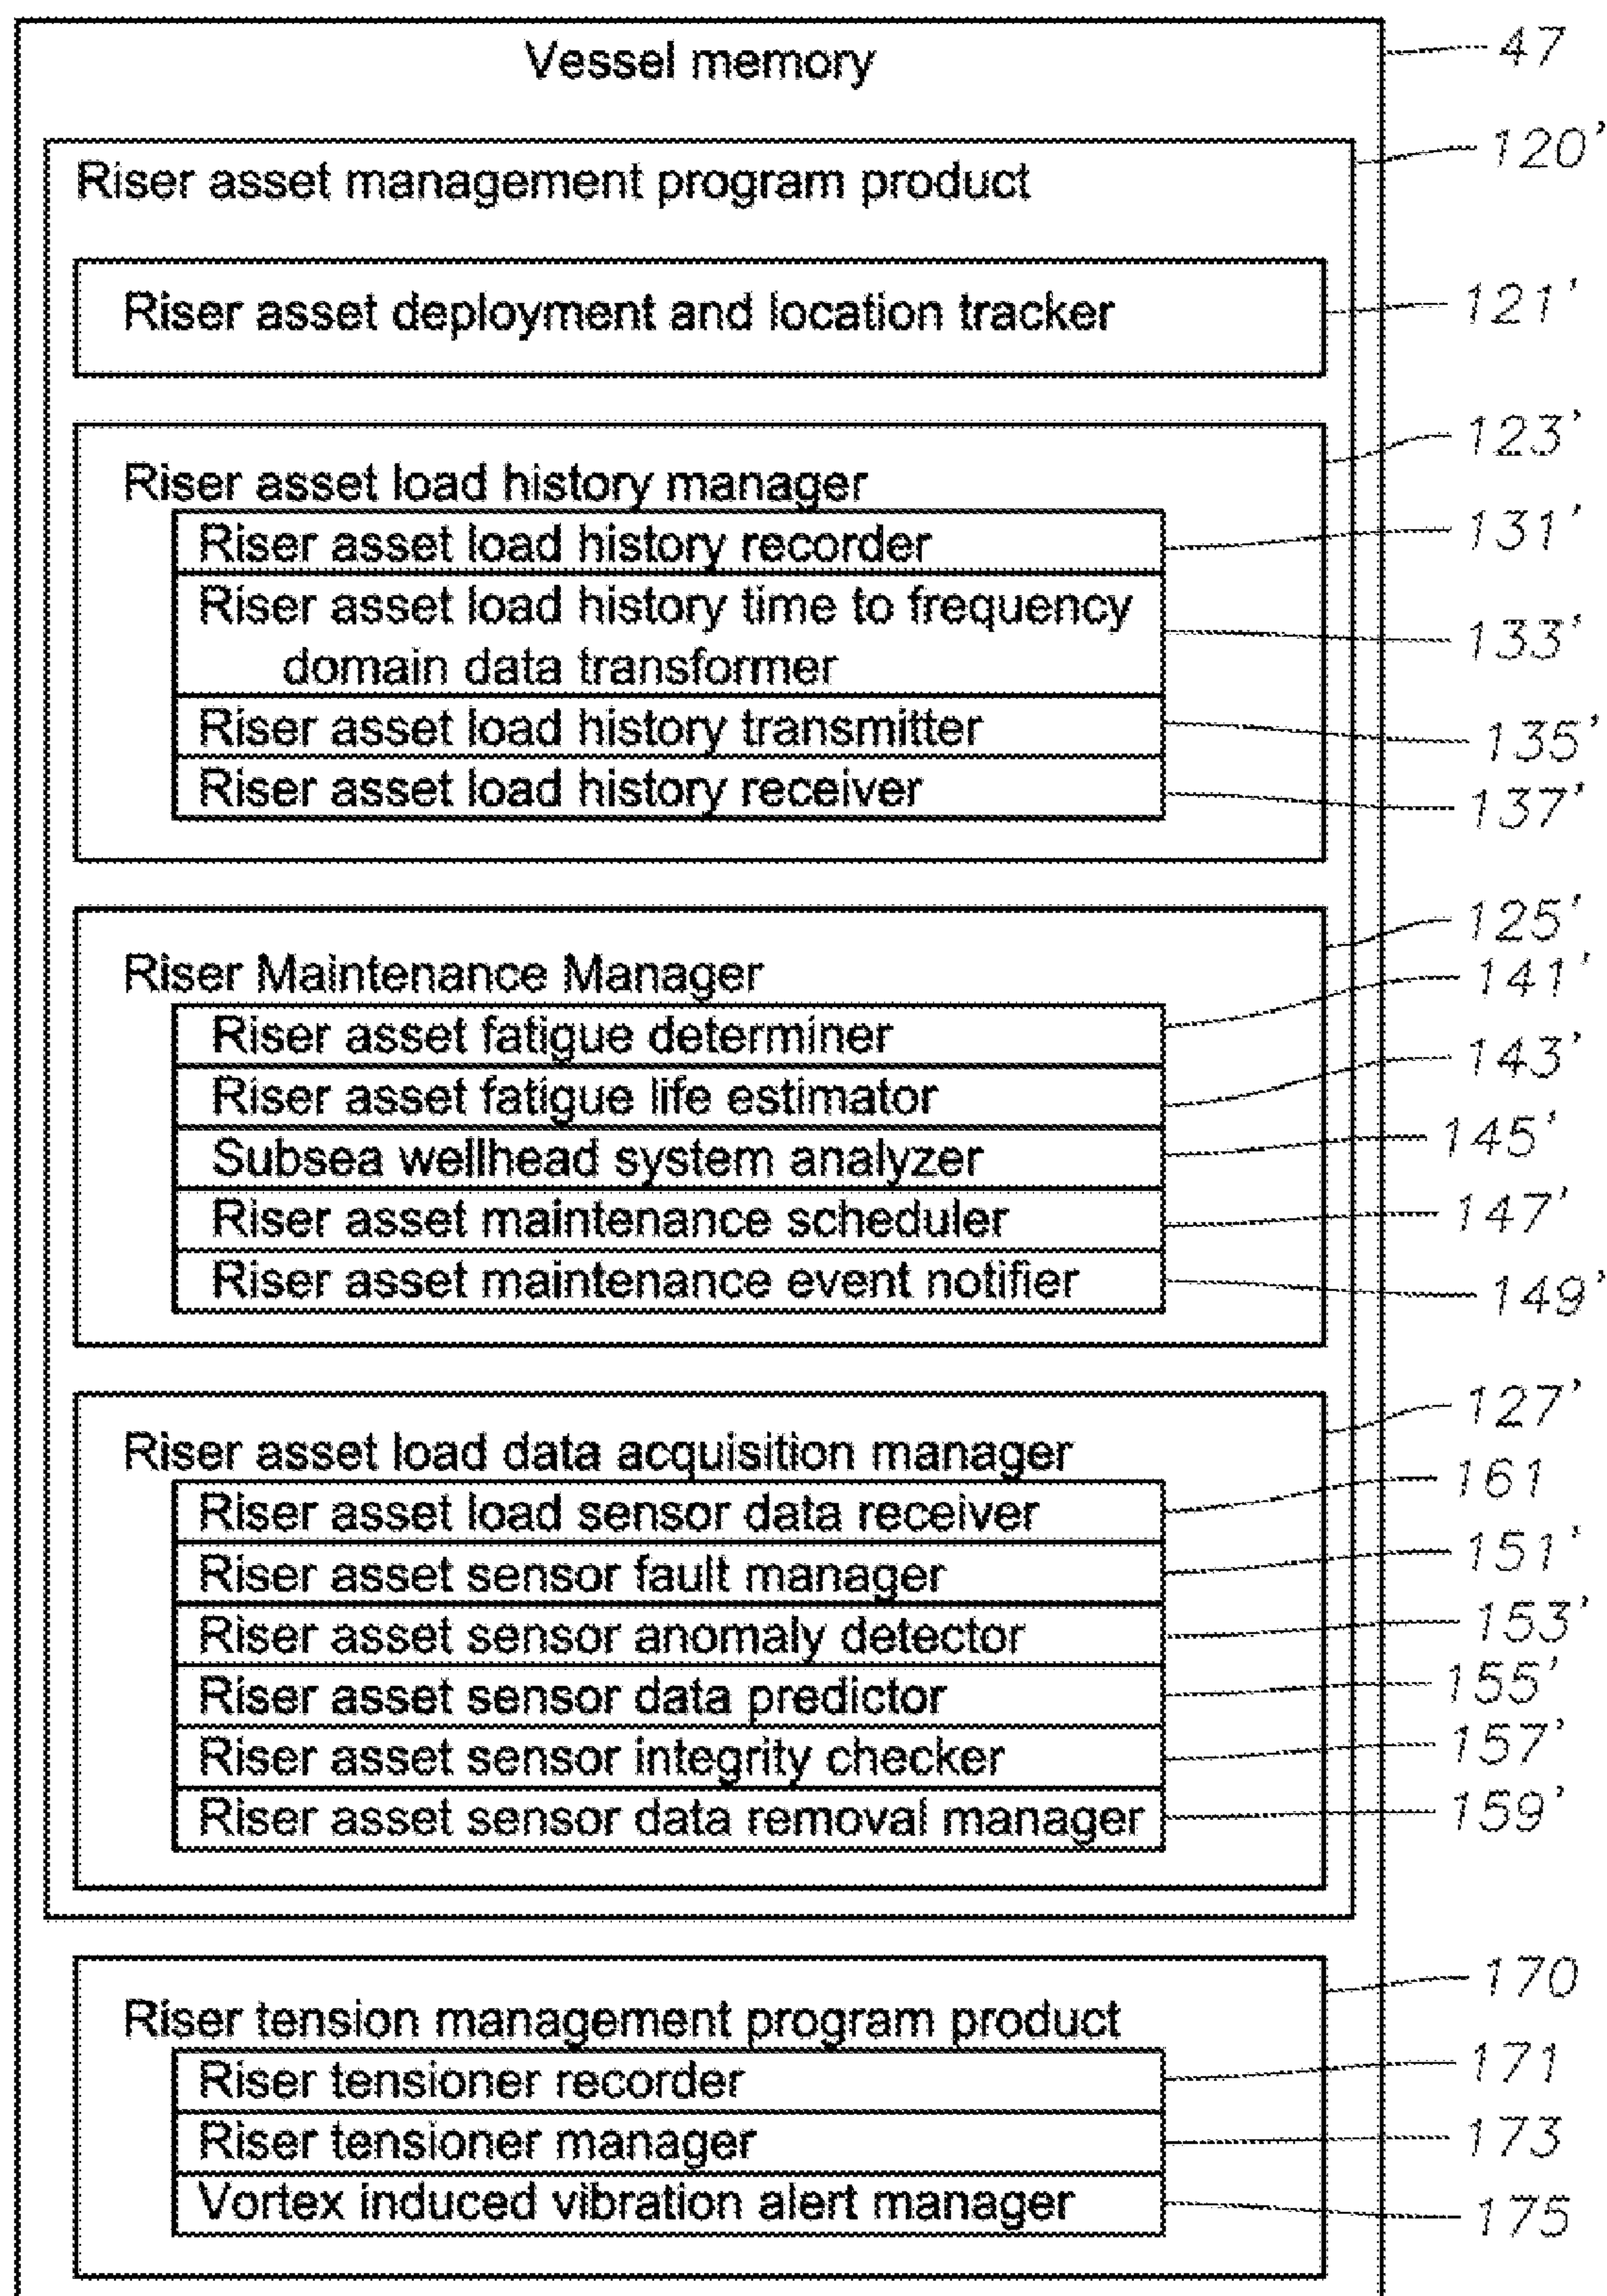 Vessel memory 47
120'
Riser asset management program product
Riser asset deployment and location tracker 121'
123'
Riser asset load history manager
Riser asset load history recorder 131'
Riser asset load history time to frequency
domain data transformer 133'
Riser asset load history transmitter 135'
Riser asset load history receiver 137'
125'
Riser Maintenance Manager 141'
Riser asset fatigue determiner
Riser asset fatigue life estimator 143'
Subsea wellhead system analyzer 145'
Riser asset maintenance scheduler 147'
Riser asset maintenance event notifier 149'
127'
Riser asset load data acquisition manager
Riser asset load sensor data receiver 161
Riser asset sensor fault manager 151'
Riser asset sensor anomaly detector 153'
Riser asset sensor data predictor 155'
Riser asset sensor integrity checker 157'
Riser asset sensor data removal manager 159'
170
Riser tension management program product
Riser tensioner recorder 171
Riser tensioner manager 173
Vortex induced vibration alert manager 175